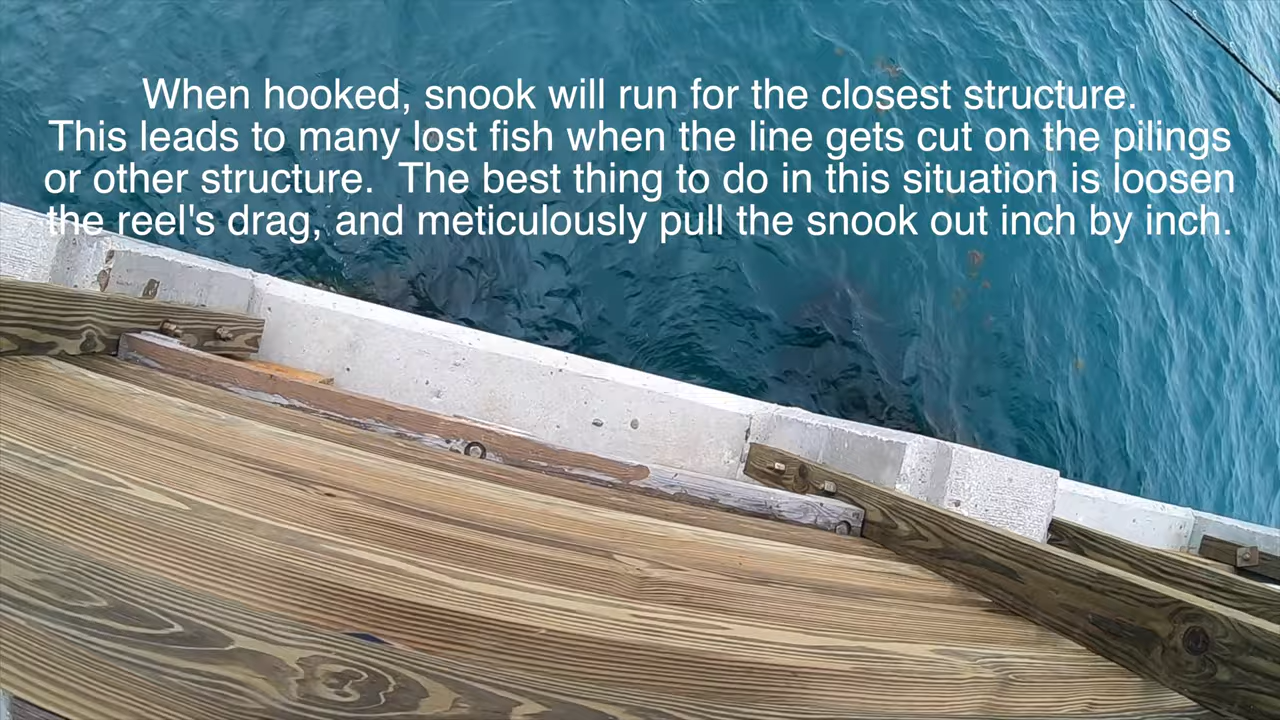 When hooked, snook will run for the closest structure.
This leads to many lost fish when the line gets cut on the pilings
or other structure.  The best thing to do in this situation is loosen
the reel's drag, and meticulously pull the snook out inch by inch.